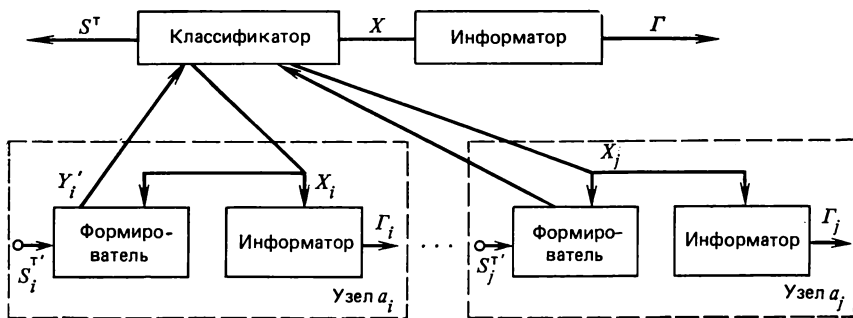 Sᵀ Классификатор X Информатор Γ
Y′ᵢ Xᵢ Xⱼ
Формиро-
ватель
Информатор Γᵢ
Sᵢᵀ′
Узел aᵢ
. . .
Формиро-
ватель
Информатор Γⱼ
Sⱼᵀ′
Узел aⱼ